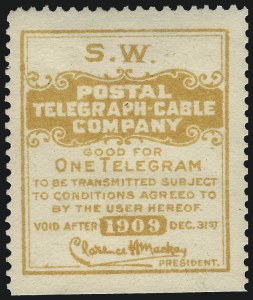 S.W.
POSTAL
TELEGRAPH-CABLE
COMPANY
GOOD FOR
ONE TELEGRAM
TO BE TRANSMITTED SUBJECT
TO CONDITIONS AGREED TO
BY THE USER HEREOF.
VOID AFTER 1909 DEC. 31ST
Clarence H Mackay
PRESIDENT.